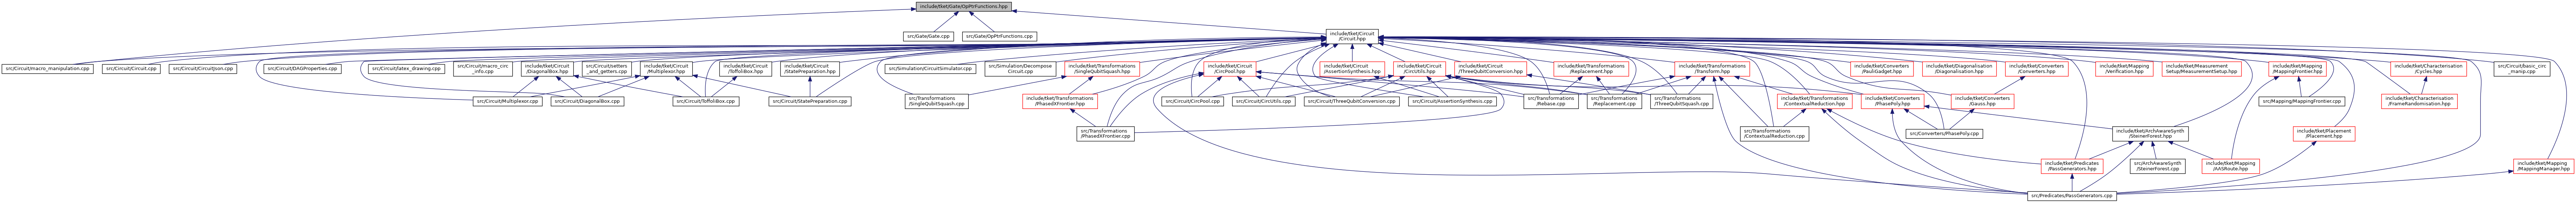 include/tket/Gate/OpPtrFunctions.hpp
src/Gate/Gate.cpp
src/Gate/OpPtrFunctions.cpp
include/tket/Circuit
/Circuit.hpp
src/Circuit/macro_manipulation.cpp
src/Circuit/Circuit.cpp
src/Circuit/CircuitJson.cpp
src/Circuit/DAGProperties.cpp
src/Circuit/latex_drawing.cpp
src/Circuit/macro_circ
_info.cpp
include/tket/Circuit
/DiagonalBox.hpp
src/Circuit/setters
_and_getters.cpp
include/tket/Circuit
/Multiplexor.hpp
include/tket/Circuit
/ToffoliBox.hpp
include/tket/Circuit
/StatePreparation.hpp
src/Simulation/CircuitSimulator.cpp
src/Simulation/Decompose
Circuit.cpp
include/tket/Transformations
/SingleQubitSquash.hpp
include/tket/Circuit
/CircPool.hpp
include/tket/Circuit
/AssertionSynthesis.hpp
include/tket/Circuit
/CircUtils.hpp
include/tket/Circuit
/ThreeQubitConversion.hpp
include/tket/Transformations
/Replacement.hpp
include/tket/Transformations
/Transform.hpp
include/tket/Converters
/PauliGadget.hpp
include/tket/Diagonalisation
/Diagonalisation.hpp
include/tket/Converters
/Converters.hpp
include/tket/Mapping
/Verification.hpp
include/tket/Measurement
Setup/MeasurementSetup.hpp
include/tket/Mapping
/MappingFrontier.hpp
include/tket/Characterisation
/Cycles.hpp
src/Circuit/basic_circ
_manip.cpp
src/Circuit/Multiplexor.cpp
src/Circuit/DiagonalBox.cpp
src/Circuit/ToffoliBox.cpp
src/Circuit/StatePreparation.cpp
src/Transformations
/SingleQubitSquash.cpp
include/tket/Transformations
/PhasedXFrontier.hpp
src/Circuit/CircPool.cpp
src/Circuit/CircUtils.cpp
src/Circuit/ThreeQubitConversion.cpp
src/Circuit/AssertionSynthesis.cpp
src/Transformations
/Rebase.cpp
src/Transformations
/Replacement.cpp
src/Transformations
/ThreeQubitSquash.cpp
include/tket/Transformations
/ContextualReduction.hpp
include/tket/Converters
/PhasePoly.hpp
include/tket/Converters
/Gauss.hpp
src/Mapping/MappingFrontier.cpp
include/tket/Characterisation
/FrameRandomisation.hpp
src/Transformations
/PhasedXFrontier.cpp
src/Transformations
/ContextualReduction.cpp
src/Converters/PhasePoly.cpp
include/tket/ArchAwareSynth
/SteinerForest.hpp
include/tket/Placement
/Placement.hpp
include/tket/Predicates
/PassGenerators.hpp
src/ArchAwareSynth
/SteinerForest.cpp
include/tket/Mapping
/AASRoute.hpp
include/tket/Mapping
/MappingManager.hpp
src/Predicates/PassGenerators.cpp